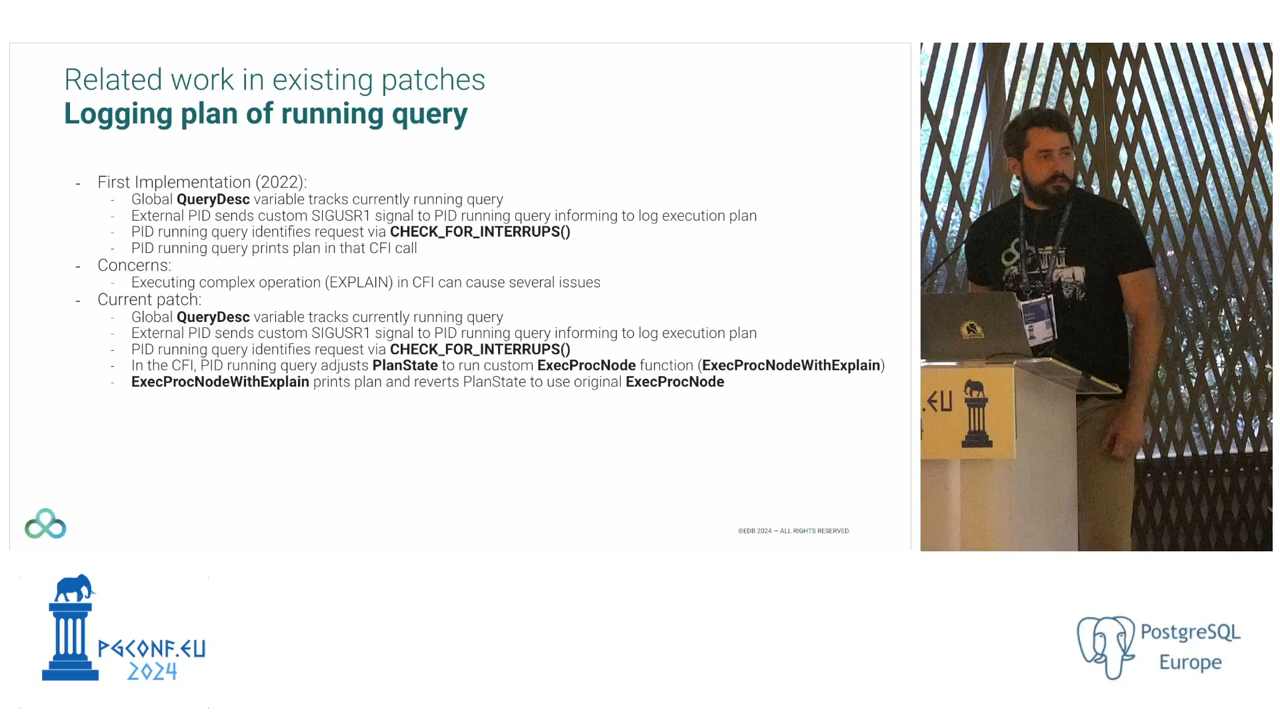 Related work in existing patches
Logging plan of running query
- First Implementation (2022):
- Global QueryDesc variable tracks currently running query
- External PID sends custom SIGUSR1 signal to PID running query informing to log execution plan
- PID running query identifies request via CHECK_FOR_INTERRUPS()
- PID running query prints plan in that CFI call
- Concerns:
- Executing complex operation (EXPLAIN) in CFI can cause several issues
- Current patch:
- Global QueryDesc variable tracks currently running query
- External PID sends custom SIGUSR1 signal to PID running query informing to log execution plan
- PID running query identifies request via CHECK_FOR_INTERRUPS()
- In the CFI, PID running query adjusts PlanState to run custom ExecProcNode function (ExecProcNodeWithExplain)
- ExecProcNodeWithExplain prints plan and reverts PlanState to use original ExecProcNode
©EDB 2024 — ALL RIGHTS RESERVED.
.EU
PGCONF.EU
2024
PostgreSQL
Europe